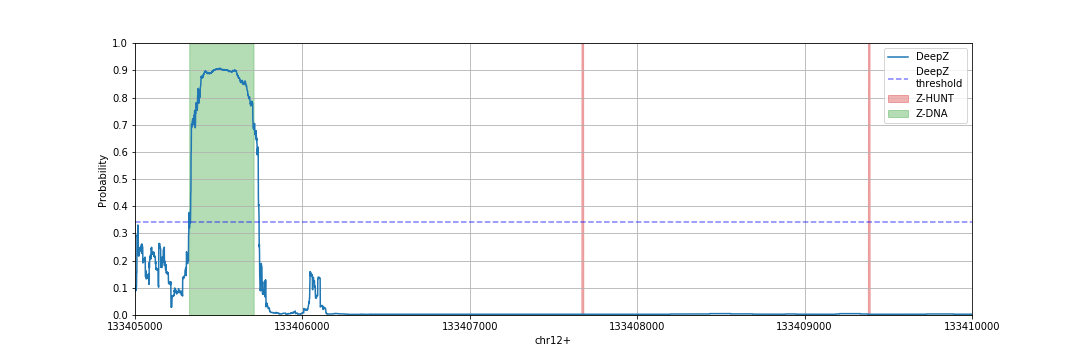 1.0
0.9
0.8
0.7
0.6
0.5
0.4
0.3
0.2
0.1
0.0
Probability
133405000
133406000
133407000
133408000
133409000
133410000
chr12+
DeepZ
DeepZ
threshold
Z-HUNT
Z-DNA